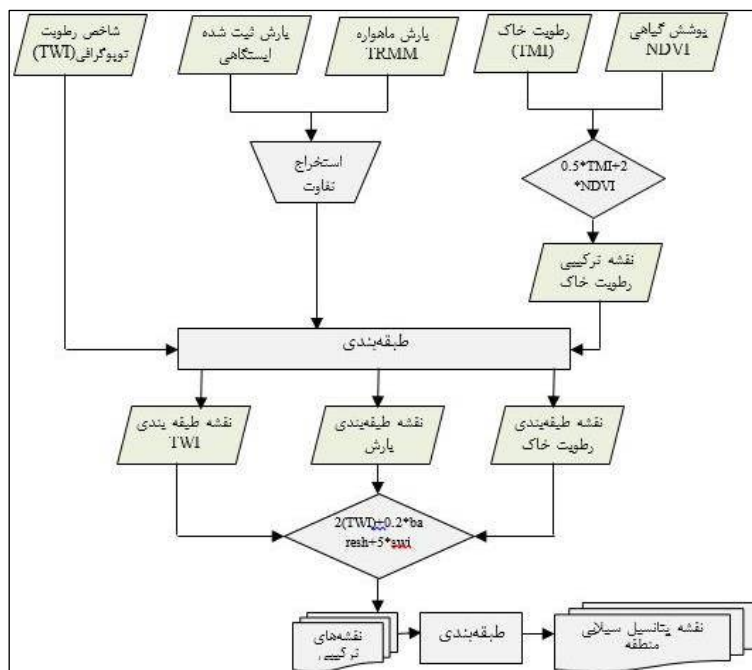 شاخص رطوبت
توپوگرافی(TWI)
بارش ثبت شده
ایستگاهی
بارش ماهواره
TRMM
رطوبت خاک
(TMI)
پوشش گیاهی
NDVI
استخراج
تفاوت
0.5*TMI+2
*NDVI
نقشه ترکیبی
رطوبت خاک
طبقه‌بندی
نقشه طبقه بندی
TWI
نقشه طبقه‌بندی
بارش
نقشه طبقه‌بندی
رطوبت خاک
2(TWI)+0.2*ba
resh+5*swi
نقشه‌های
ترکیبی
طبقه‌بندی
نقشه پتانسیل سیلابی
منطقه